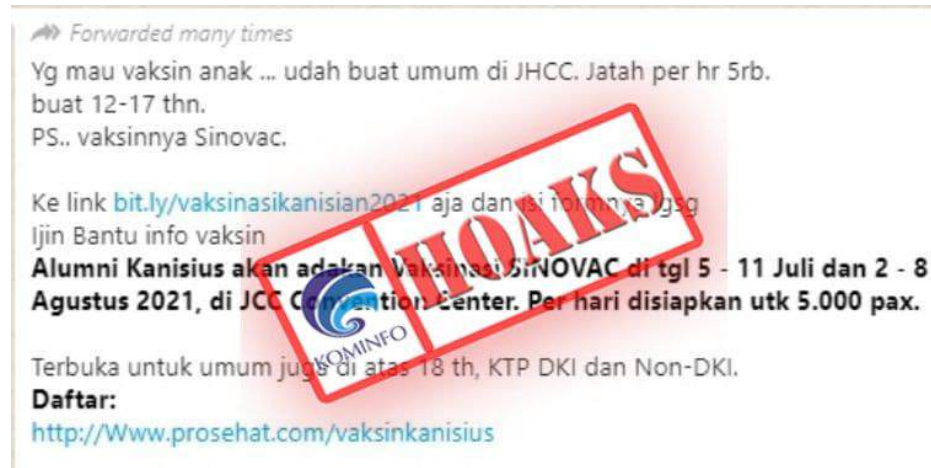 Forwarded many times
Yg mau vaksin anak ... udah buat umum di JHCC. Jatah per hr 5rb.
buat 12-17 thn.
PS.. vaksinnya Sinovac.
Ke link bit.ly/vaksinasikanisian2021 aja dan isi formnya lgsg
Ijin Bantu info vaksin
Alumni Kanisius akan adakan Vaksinasi SINOVAC di tgl 5 - 11 Juli dan 2 - 8
Agustus 2021, di JCC Convention Center. Per hari disiapkan utk 5.000 pax.
Terbuka untuk umum juga di atas 18 th, KTP DKI dan Non-DKI.
Daftar:
http://Www.prosehat.com/vaksinkanisius
KOMINFO
HOAKS